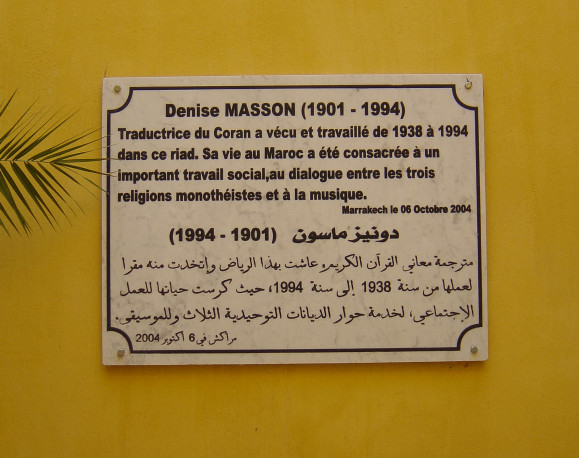 Denise MASSON (1901 - 1994)
Traductrice du Coran a vécu et travaillé de 1938 à 1994
dans ce riad. Sa vie au Maroc a été consacrée à un
important travail social,au dialogue entre les trois
religions monothéistes et à la musique.
Marrakech le 06 Octobre 2004
دونيز ماسون (1901 - 1994)
مترجمة معاني القرآن الكريم، عاشت بهذا الرياض وإتخدت منه مقرا
لعملها من سنة 1938 إلى سنة 1994، حيث كرست حياتها للعمل
الإجتماعي، لخدمة حوار الديانات التوحيدية الثلاث وللموسيقى.
مراكش في 6 أكتوبر 2004